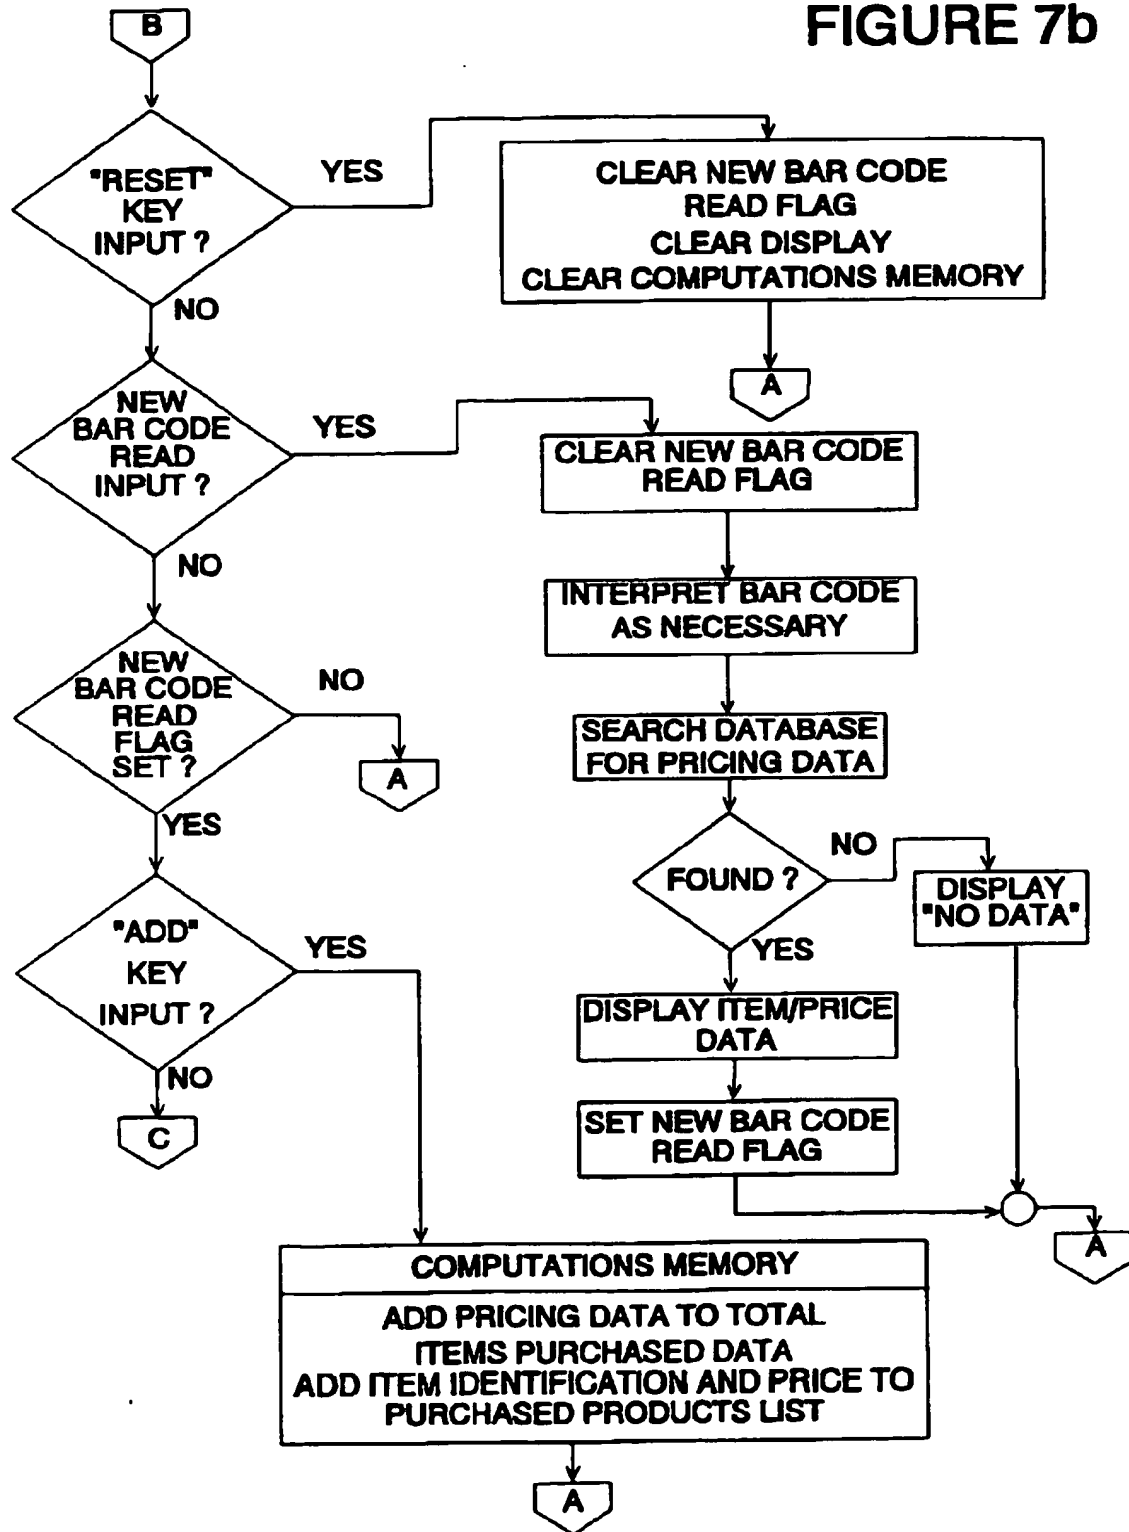 FIGURE 7b
B
"RESET"
KEY
INPUT ?
YES
NO
CLEAR NEW BAR CODE
READ FLAG
CLEAR DISPLAY
CLEAR COMPUTATIONS MEMORY
A
NEW
BAR CODE
READ
INPUT ?
YES
NO
CLEAR NEW BAR CODE
READ FLAG
INTERPRET BAR CODE
AS NECESSARY
SEARCH DATABASE
FOR PRICING DATA
NEW
BAR CODE
READ
FLAG
SET ?
NO
A
YES
FOUND ?
NO
DISPLAY
"NO DATA"
YES
DISPLAY ITEM/PRICE
DATA
SET NEW BAR CODE
READ FLAG
A
"ADD"
KEY
INPUT ?
YES
NO
C
COMPUTATIONS MEMORY
ADD PRICING DATA TO TOTAL
ITEMS PURCHASED DATA
ADD ITEM IDENTIFICATION AND PRICE TO
PURCHASED PRODUCTS LIST
A